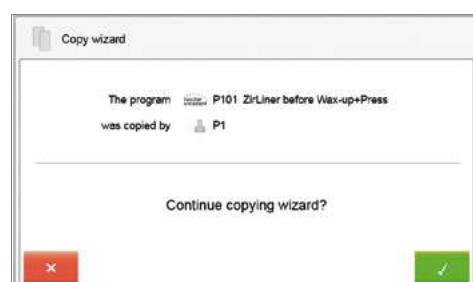 Copy wizard
The program P101 ZirLiner before Wax-up+Press
was copied by P1
Continue copying wizard?